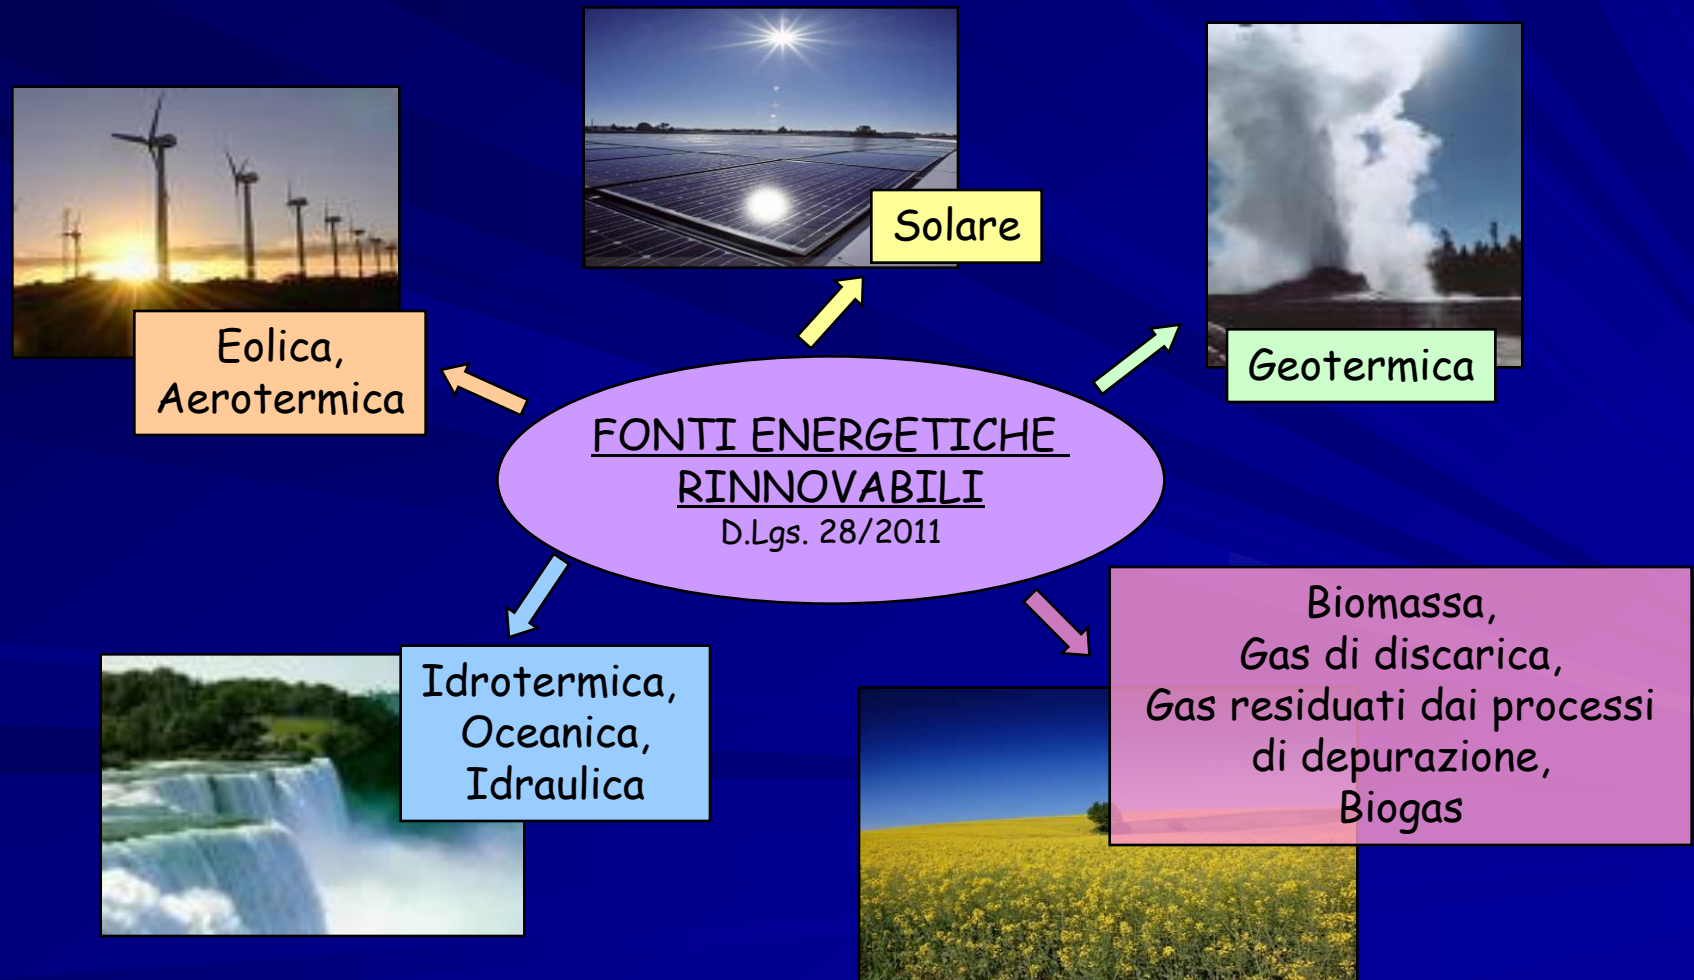 Solare
Eolica,
Aerotermica
Geotermica
FONTI ENERGETICHE
RINNOVABILI
D.Lgs. 28/2011
Idrotermica,
Oceanica,
Idraulica
Biomassa,
Gas di discarica,
Gas residuati dai processi
di depurazione,
Biogas